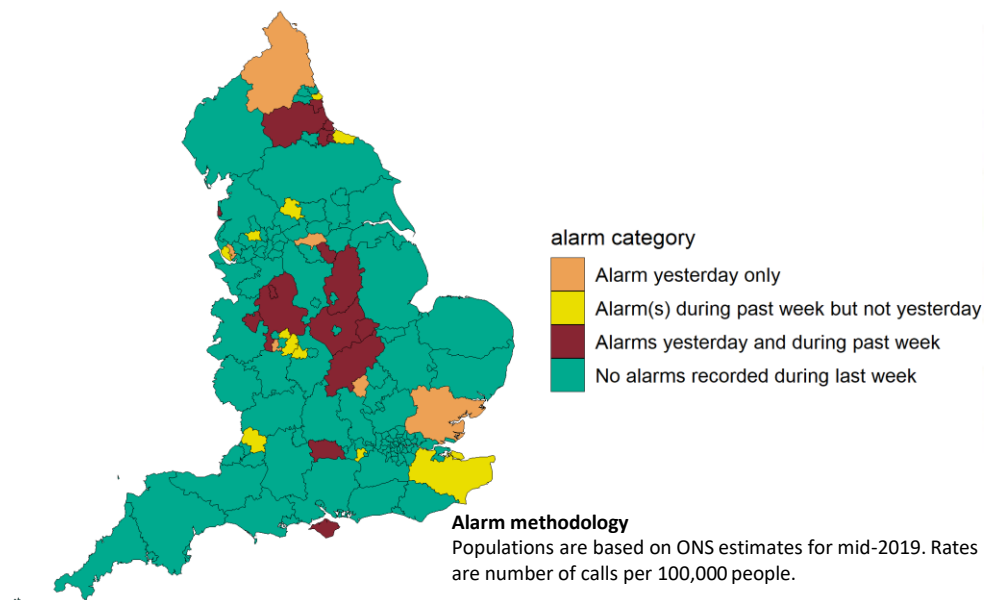 alarm category
Alarm yesterday only
Alarm(s) during past week but not yesterday
Alarms yesterday and during past week
No alarms recorded during last week
Alarm methodology
Populations are based on ONS estimates for mid-2019. Rates
are number of calls per 100,000 people.